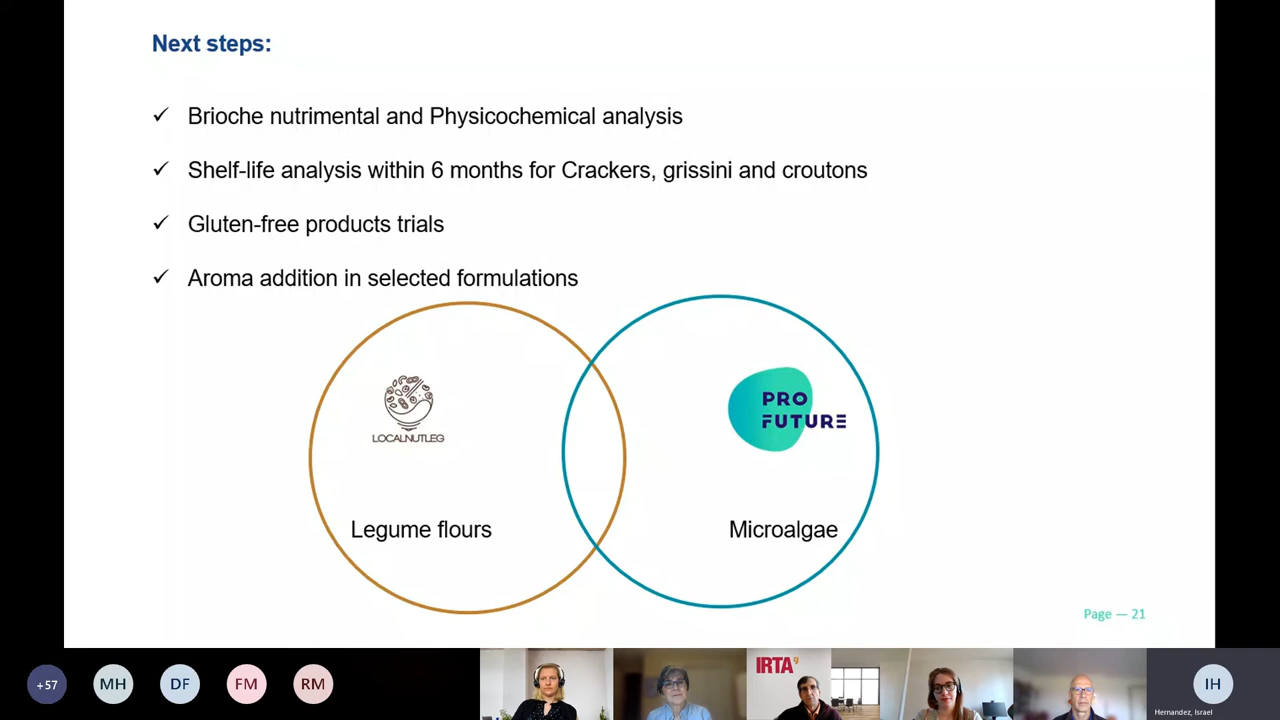 Next steps:
✓ Brioche nutrimental and Physicochemical analysis
✓ Shelf-life analysis within 6 months for Crackers, grissini and croutons
✓ Gluten-free products trials
✓ Aroma addition in selected formulations
LOCALNUTLEG
PRO
FUTURE
Legume flours
Microalgae
Page — 21
+57
MH
DF
FM
RM
IRTA
IH
Hernandez, Israel